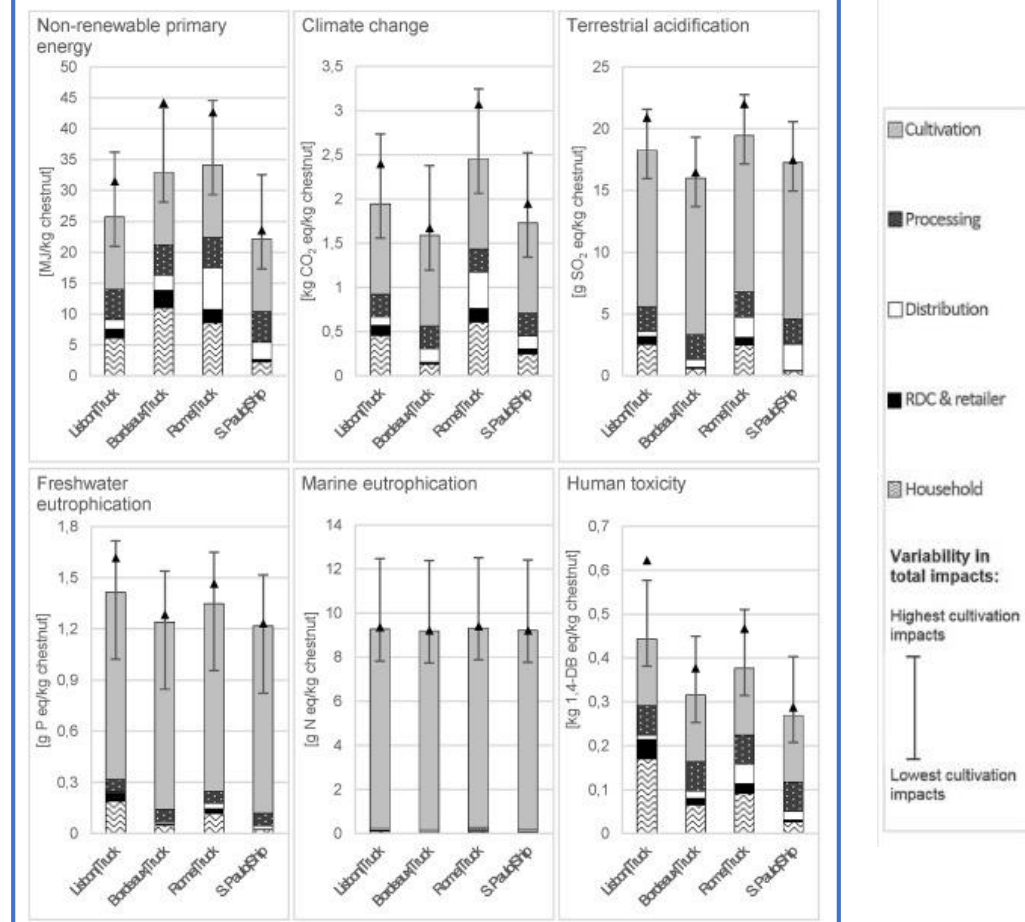 Non-renewable primary
energy
[MJ/kg chestnut]
50
45
40
35
30
25
20
15
10
5
0
Lisbon|Truck
Bordeaux|Truck
Rome|Truck
S.Paulo|Ship
Climate change
[kg CO2 eq/kg chestnut]
3,5
3
2,5
2
1,5
1
0,5
0
Lisbon|Truck
Bordeaux|Truck
Rome|Truck
S.Paulo|Ship
Terrestrial acidification
[g SO2 eq/kg chestnut]
25
20
15
10
5
0
Lisbon|Truck
Bordeaux|Truck
Rome|Truck
S.Paulo|Ship
Freshwater
eutrophication
[g P eq/kg chestnut]
1,8
1,5
1,2
0,9
0,6
0,3
0
Lisbon|Truck
Bordeaux|Truck
Rome|Truck
S.Paulo|Ship
Marine eutrophication
[g N eq/kg chestnut]
14
12
10
8
6
4
2
0
Lisbon|Truck
Bordeaux|Truck
Rome|Truck
S.Paulo|Ship
Human toxicity
[kg 1,4-DB eq/kg chestnut]
0,7
0,6
0,5
0,4
0,3
0,2
0,1
0
Lisbon|Truck
Bordeaux|Truck
Rome|Truck
S.Paulo|Ship
Cultivation
Processing
Distribution
RDC & retailer
Household
Variability in
total impacts:
Highest cultivation
impacts
Lowest cultivation
impacts